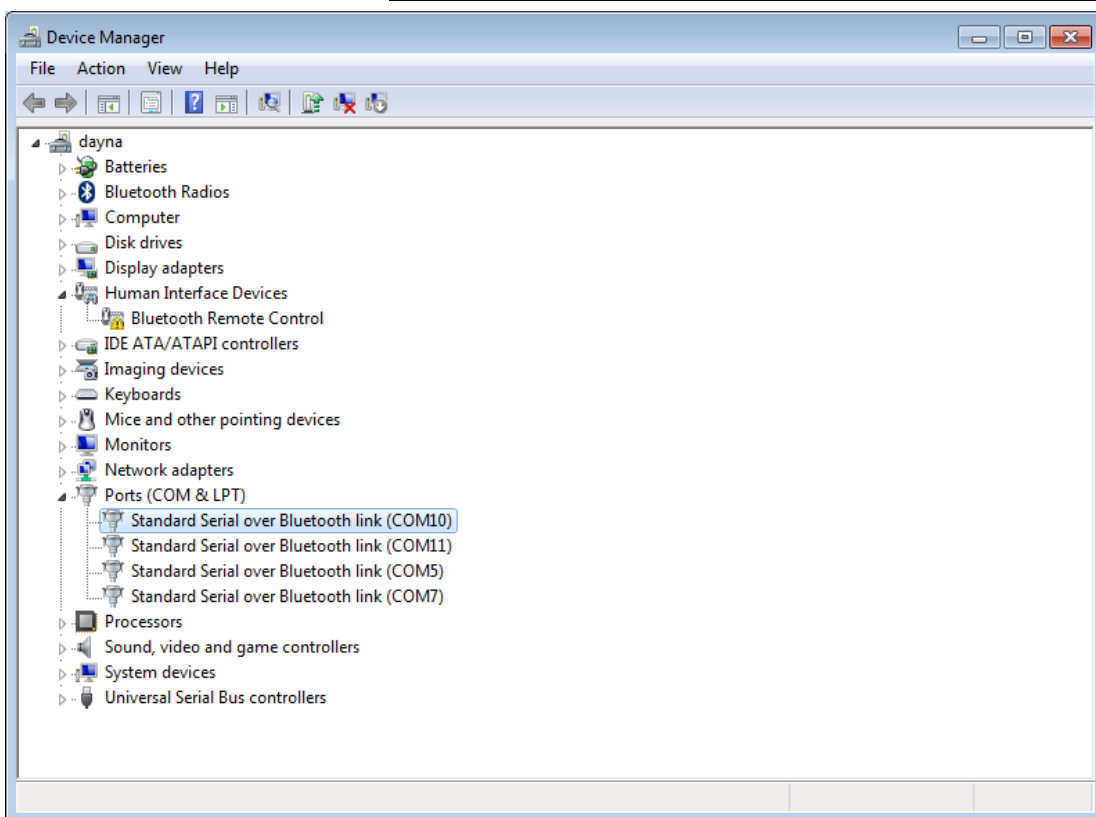 Device Manager
File Action View Help
dayna
Batteries
Bluetooth Radios
Computer
Disk drives
Display adapters
Human Interface Devices
Bluetooth Remote Control
IDE ATA/ATAPI controllers
Imaging devices
Keyboards
Mice and other pointing devices
Monitors
Network adapters
Ports (COM & LPT)
Standard Serial over Bluetooth link (COM10)
Standard Serial over Bluetooth link (COM11)
Standard Serial over Bluetooth link (COM5)
Standard Serial over Bluetooth link (COM7)
Processors
Sound, video and game controllers
System devices
Universal Serial Bus controllers